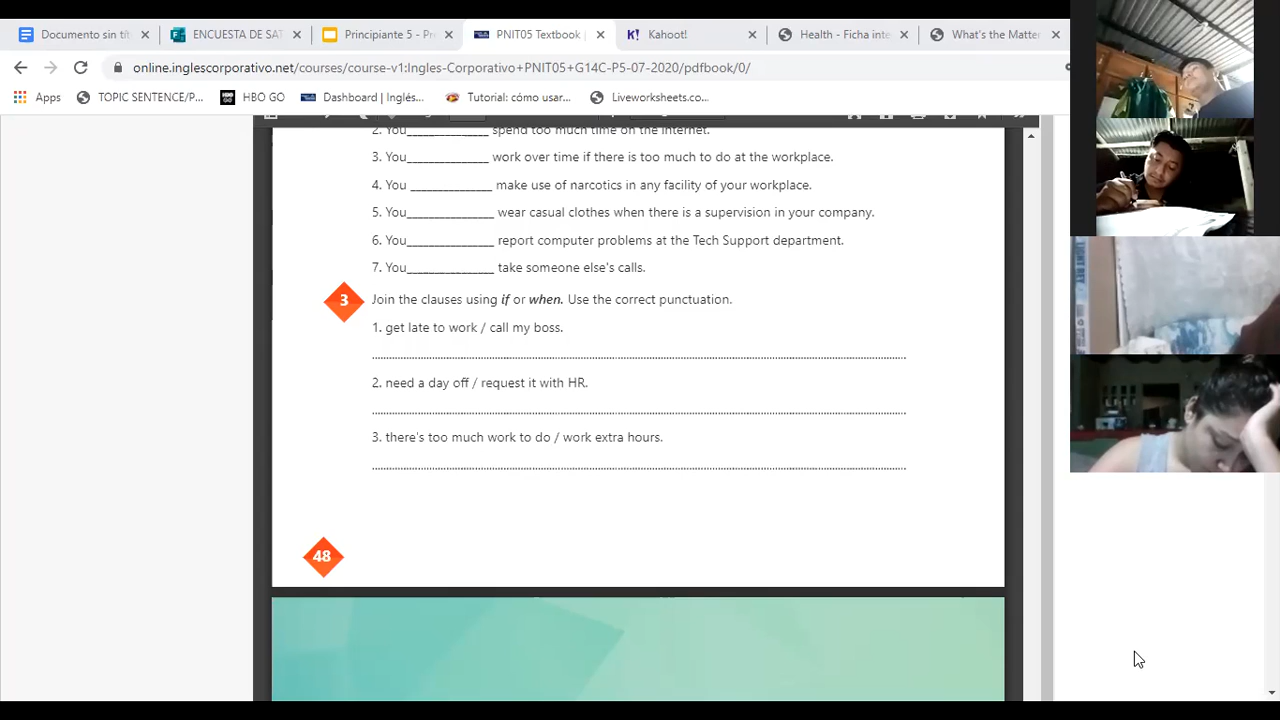 Documento sin tít
ENCUESTA DE SAT
Principiante 5 - Pre
PNIT05 Textbook |
Kahoot!
Health - Ficha inte
What's the Matter
online.inglescorporativo.net/courses/course-v1:Ingles-Corporativo+PNIT05+G14C-P5-07-2020/pdfbook/0/
Apps
TOPIC SENTENCE/P...
HBO GO
Dashboard | Inglés...
Tutorial: cómo usar...
Liveworksheets.co...
2. You______________ spend too much time on the internet.
3. You______________ work over time if there is too much to do at the workplace.
4. You ______________ make use of narcotics in any facility of your workplace.
5. You_______________ wear casual clothes when there is a supervision in your company.
6. You_______________ report computer problems at the Tech Support department.
7. You_______________ take someone else's calls.
3 Join the clauses using if or when. Use the correct punctuation.
1. get late to work / call my boss.
2. need a day off / request it with HR.
3. there's too much work to do / work extra hours.
48